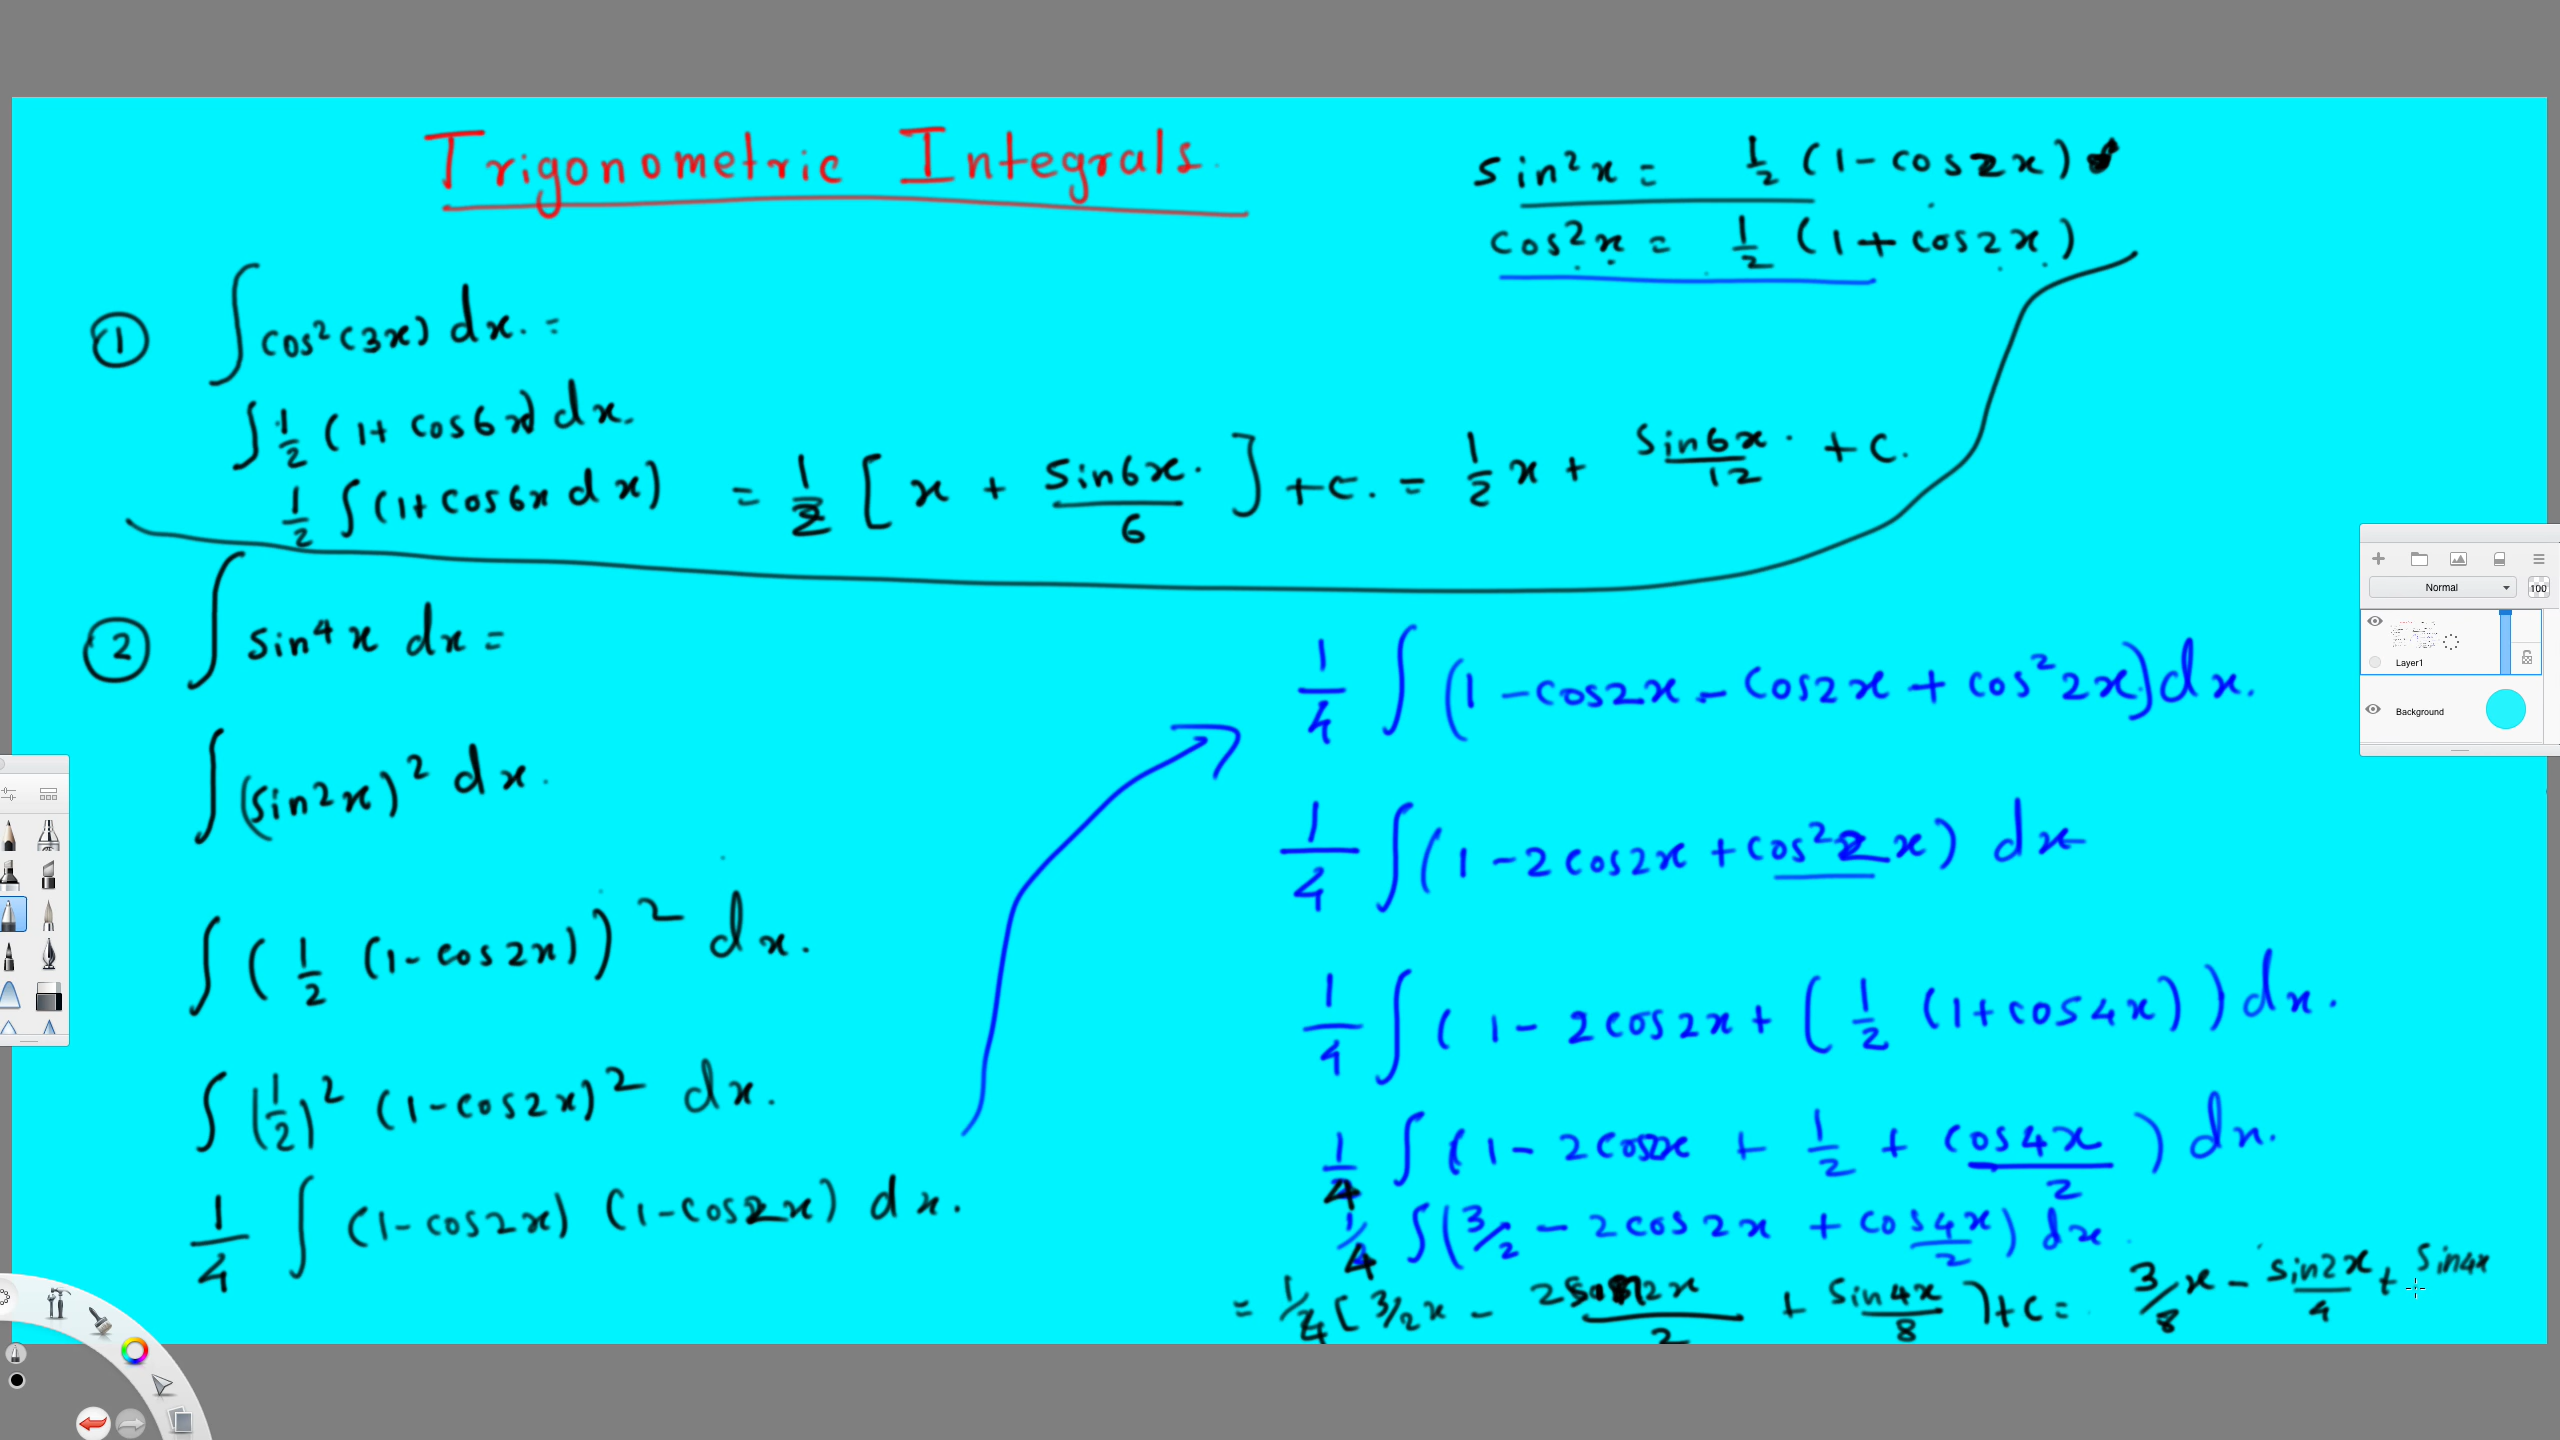 Trigonometric Integrals.
sin²x = 1/2 (1-cos2x)
cos²x = 1/2 (1+cos2x)
① ∫cos²(3x) dx. =
∫1/2 (1+cos6x) dx.
1/2 ∫(1+cos6x dx) = 1/2 [x + sin6x/6] +c. = 1/2 x + sin6x/12 + c.
② ∫sin⁴x dx =
∫(sin²x)² dx.
∫(1/2 (1-cos2x))² dx.
∫(1/2)² (1-cos2x)² dx.
1/4 ∫(1-cos2x) (1-cos2x) dx.
1/4 ∫(1-cos2x-cos2x+cos²2x)dx.
1/4 ∫(1-2cos2x+cos²2x) dx
1/4 ∫(1-2cos2x+(1/2 (1+cos4x))dx.
1/4 ∫(1-2cos2x + 1/2 + cos4x/2) dx.
1/4 ∫(3/2 - 2cos2x + cos4x/2) dx
= 1/4 [3/2x - 2sin2x/2 + sin4x/8)+c = 3/8x - sin2x/4 + sin4x
Normal
100
Layer1
Background